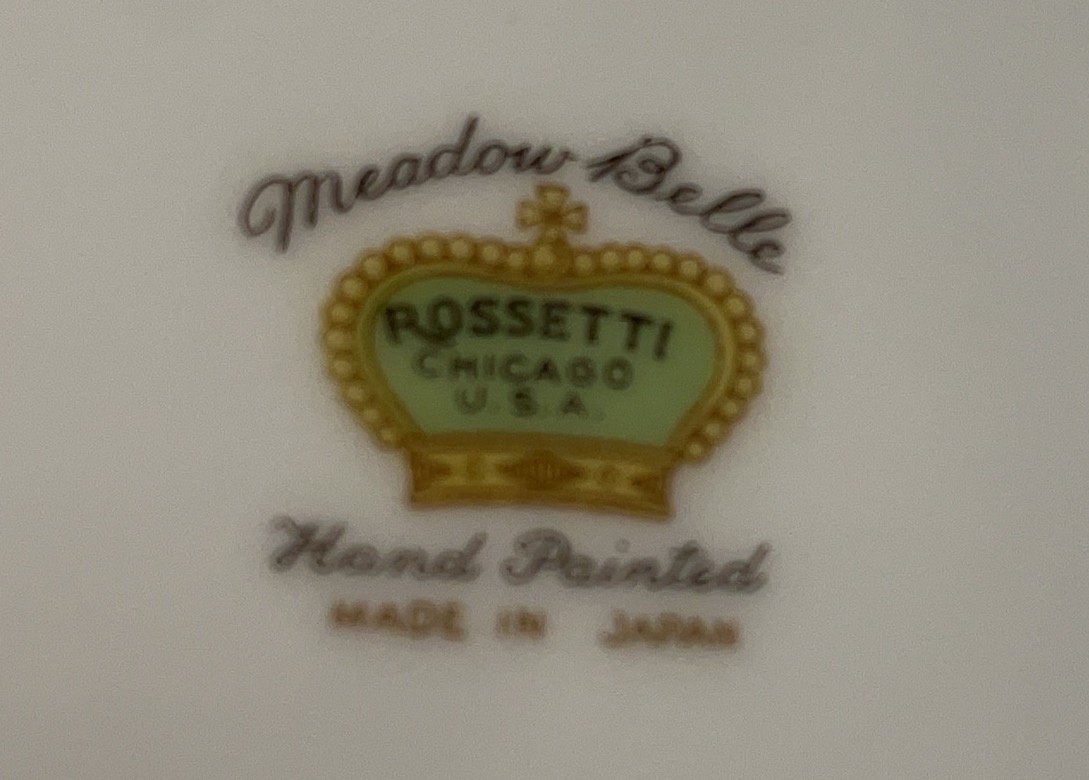 Meadow Belle
ROSSETTI
CHICAGO
U.S.A.
Hand Painted
MADE IN JAPAN